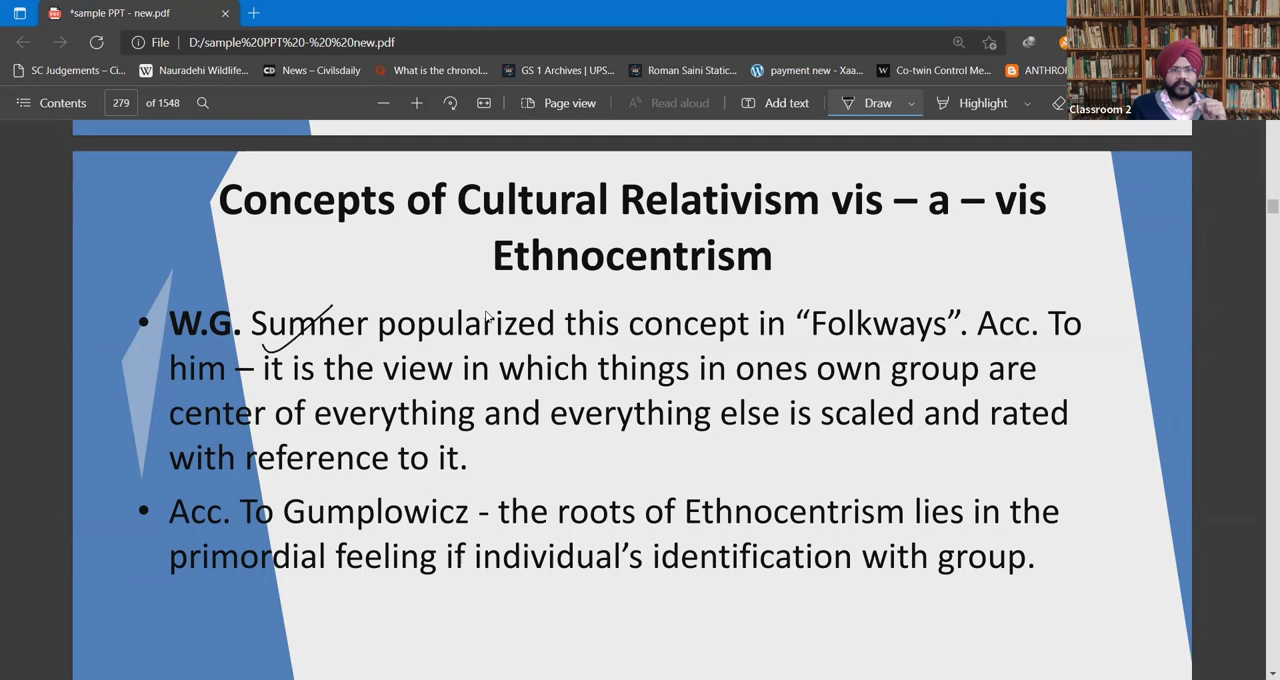 *sample PPT - new.pdf
File D:/sample%20PPT%20-%20%20new.pdf
SC Judgements – Ci... Nauradehi Wildlife... News – Civilsdaily What is the chronol... GS 1 Archives | UPS... Roman Saini Static... payment new - Xaa... Co-twin Control Me... ANTHRO
Contents 279 of 1548 Page view Read aloud Add text Draw Highlight
Classroom 2
Concepts of Cultural Relativism vis – a – vis
Ethnocentrism
• W.G. Sumner popularized this concept in “Folkways”. Acc. To
him – it is the view in which things in ones own group are
center of everything and everything else is scaled and rated
with reference to it.
• Acc. To Gumplowicz - the roots of Ethnocentrism lies in the
primordial feeling if individual’s identification with group.